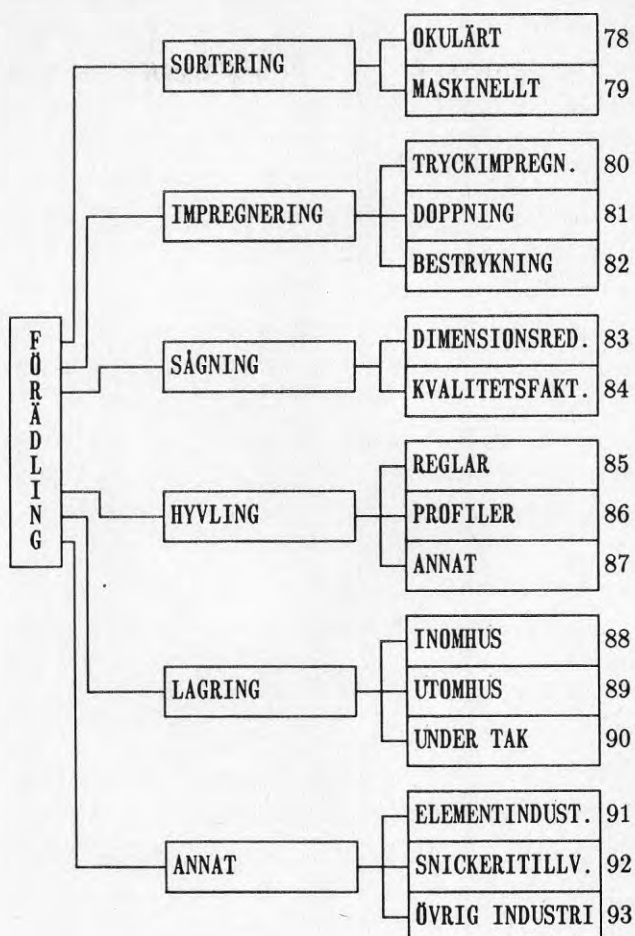 FÖRÄDLING
SORTERING
OKULÄRT 78
MASKINELLT 79
IMPREGNERING
TRYCKIMPREGN. 80
DOPPNING 81
BESTRYKNING 82
SÅGNING
DIMENSIONSRED. 83
KVALITETSFAKT. 84
HYVLING
REGLAR 85
PROFILER 86
ANNAT 87
LAGRING
INOMHUS 88
UTOMHUS 89
UNDER TAK 90
ANNAT
ELEMENTINDUST. 91
SNICKERITILLV. 92
ÖVRIG INDUSTRI 93